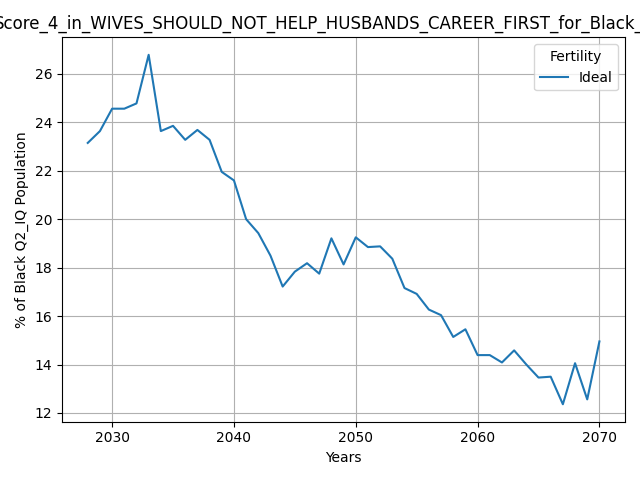 Score_4_in_WIVES_SHOULD_NOT_HELP_HUSBANDS_CAREER_FIRST_for_Black_
Fertility
Ideal
% of Black Q2_IQ Population
26
24
22
20
18
16
14
12
2030 2040 2050 2060 2070
Years